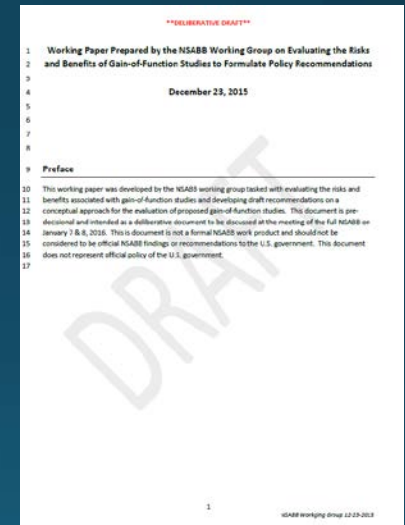 **DELIBERATIVE DRAFT**
1 Working Paper Prepared by the NSABB Working Group on Evaluating the Risks
2 and Benefits of Gain-of-Function Studies to Formulate Policy Recommendations
3
4 December 23, 2015
5
6
7
8
9 Preface
10 This working paper was developed by the NSABB working group tasked with evaluating the risks and
11 benefits associated with gain-of-function studies and developing draft recommendations on a
12 conceptual approach for the evaluation of proposed gain-of-function studies. This document is pre-
13 decisional and intended as a deliberative document to be discussed at the meeting of the full NSABB on
14 January 7 & 8, 2016. This is document is not a formal NSABB work product and should not be
15 considered to be official NSABB findings or recommendations to the U.S. government. This document
16 does not represent official policy of the U.S. government.
17
DRAFT
1
NSABB Working Group 12-23-2015